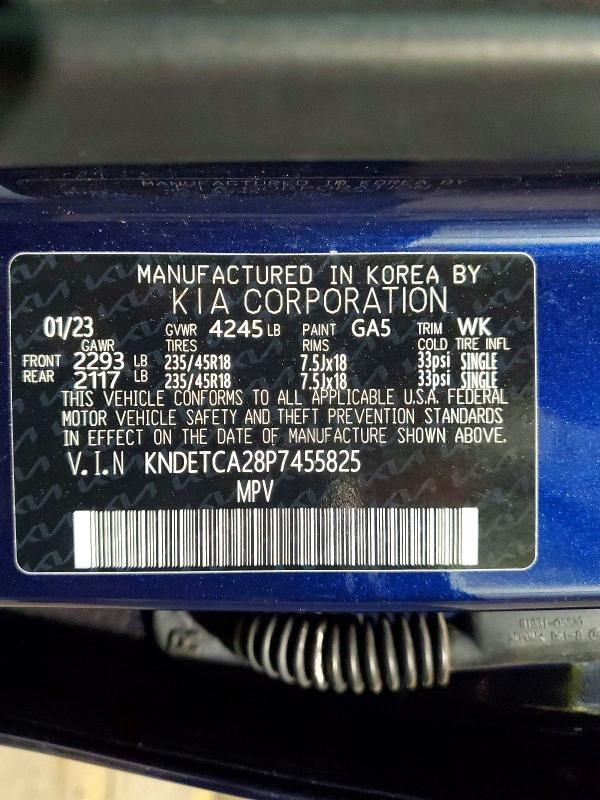 MANUFACTURED IN KOREA BY
KIA CORPORATION
01/23 GVWR 4245 LB PAINT GA5 TRIM WK
GAWR TIRES RIMS COLD TIRE INFL
FRONT 2293 LB 235/45R18 7.5Jx18 33psi SINGLE
REAR 2117 LB 235/45R18 7.5Jx18 33psi SINGLE
THIS VEHICLE CONFORMS TO ALL APPLICABLE U.S.A. FEDERAL
MOTOR VEHICLE SAFETY AND THEFT PREVENTION STANDARDS
IN EFFECT ON THE DATE OF MANUFACTURE SHOWN ABOVE.
V.I.N KNDETCA28P7455825
MPV